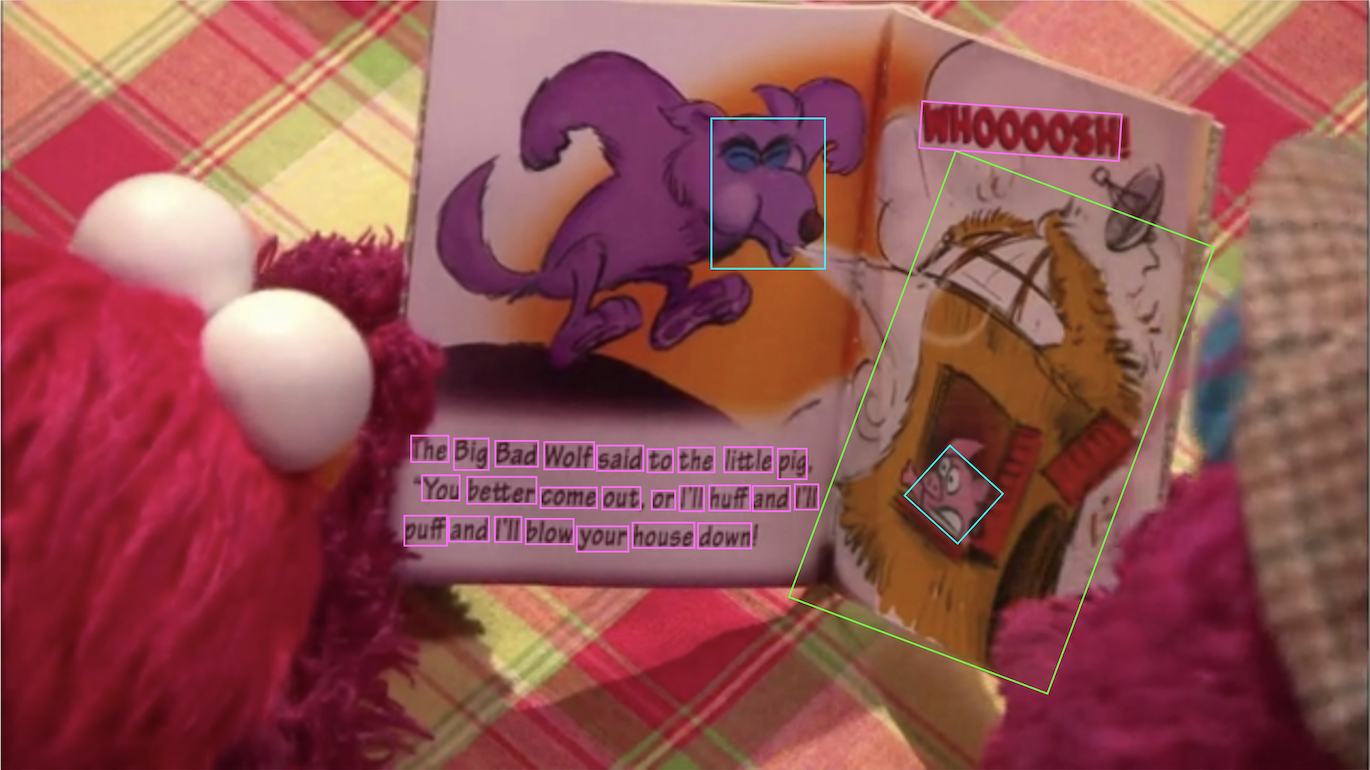 WHOOOOSH!
The Big Bad Wolf said to the little pig,
"You better come out, or I'll huff and I'll
puff and I'll blow your house down!